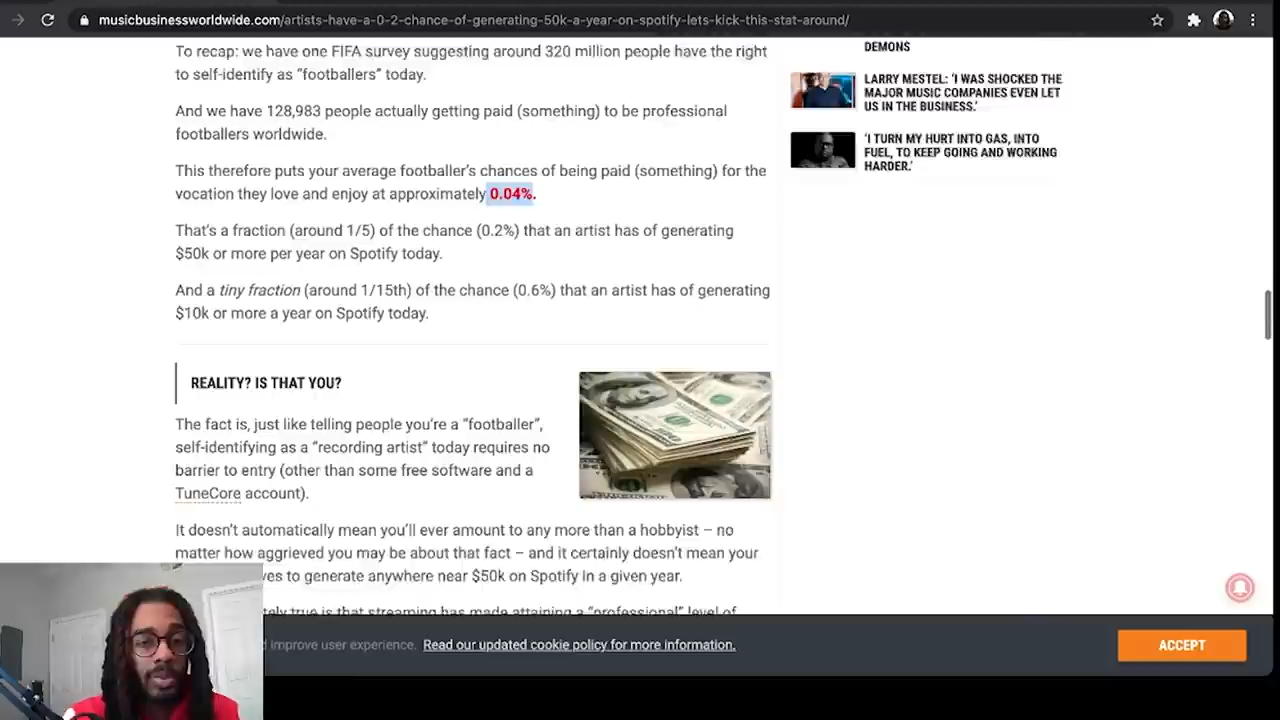 musicbusinessworldwide.com/artists-have-a-0-2-chance-of-generating-50k-a-year-on-spotify-lets-kick-this-stat-around/
To recap: we have one FIFA survey suggesting around 320 million people have the right
to self-identify as “footballers” today.
And we have 128,983 people actually getting paid (something) to be professional
footballers worldwide.
This therefore puts your average footballer’s chances of being paid (something) for the
vocation they love and enjoy at approximately 0.04%.
That’s a fraction (around 1/5) of the chance (0.2%) that an artist has of generating
$50k or more per year on Spotify today.
And a tiny fraction (around 1/15th) of the chance (0.6%) that an artist has of generating
$10k or more a year on Spotify today.
REALITY? IS THAT YOU?
The fact is, just like telling people you’re a “footballer”,
self-identifying as a “recording artist” today requires no
barrier to entry (other than some free software and a
TuneCore account).
It doesn’t automatically mean you’ll ever amount to any more than a hobbyist – no
matter how aggrieved you may be about that fact – and it certainly doesn’t mean your
to generate anywhere near $50k on Spotify in a given year.
true is that streaming has made attaining a “professional” level of
improve user experience. Read our updated cookie policy for more information.
ACCEPT
DEMONS
LARRY MESTEL: ‘I WAS SHOCKED THE
MAJOR MUSIC COMPANIES EVEN LET
US IN THE BUSINESS.’
‘I TURN MY HURT INTO GAS, INTO
FUEL, TO KEEP GOING AND WORKING
HARDER.’